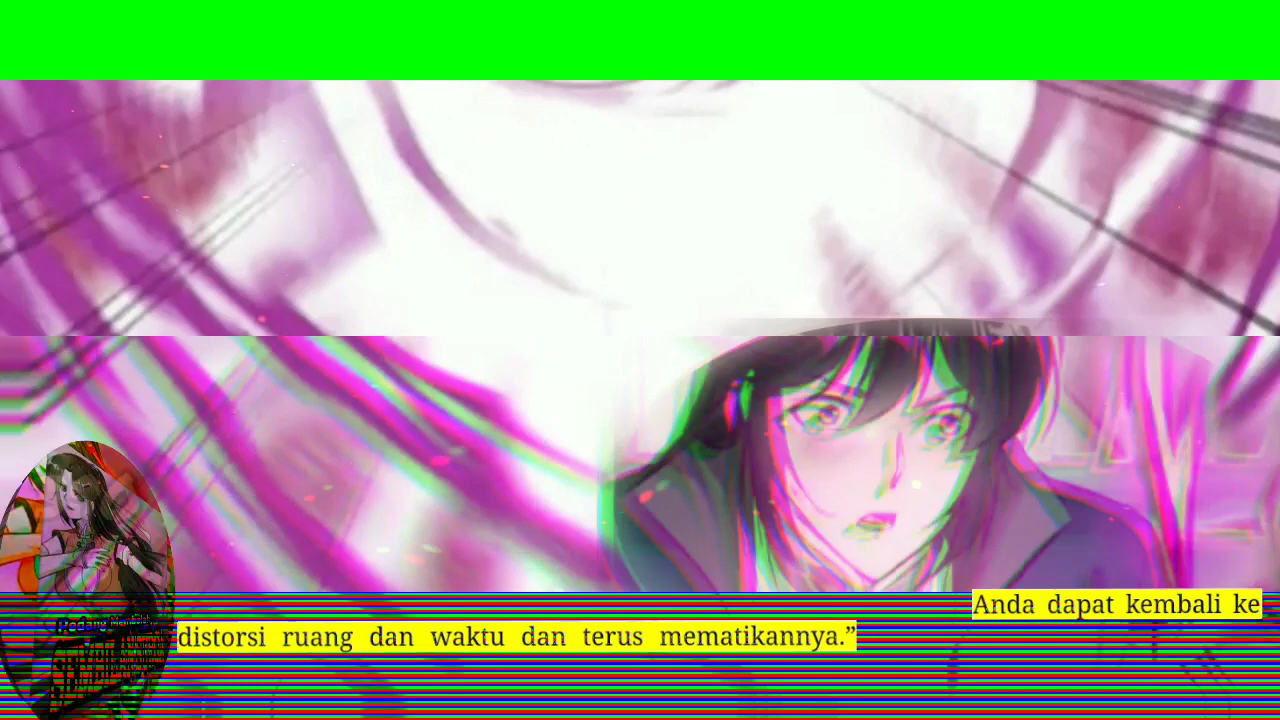 Anda dapat kembali ke
distorsi ruang dan waktu dan terus mematikannya.”